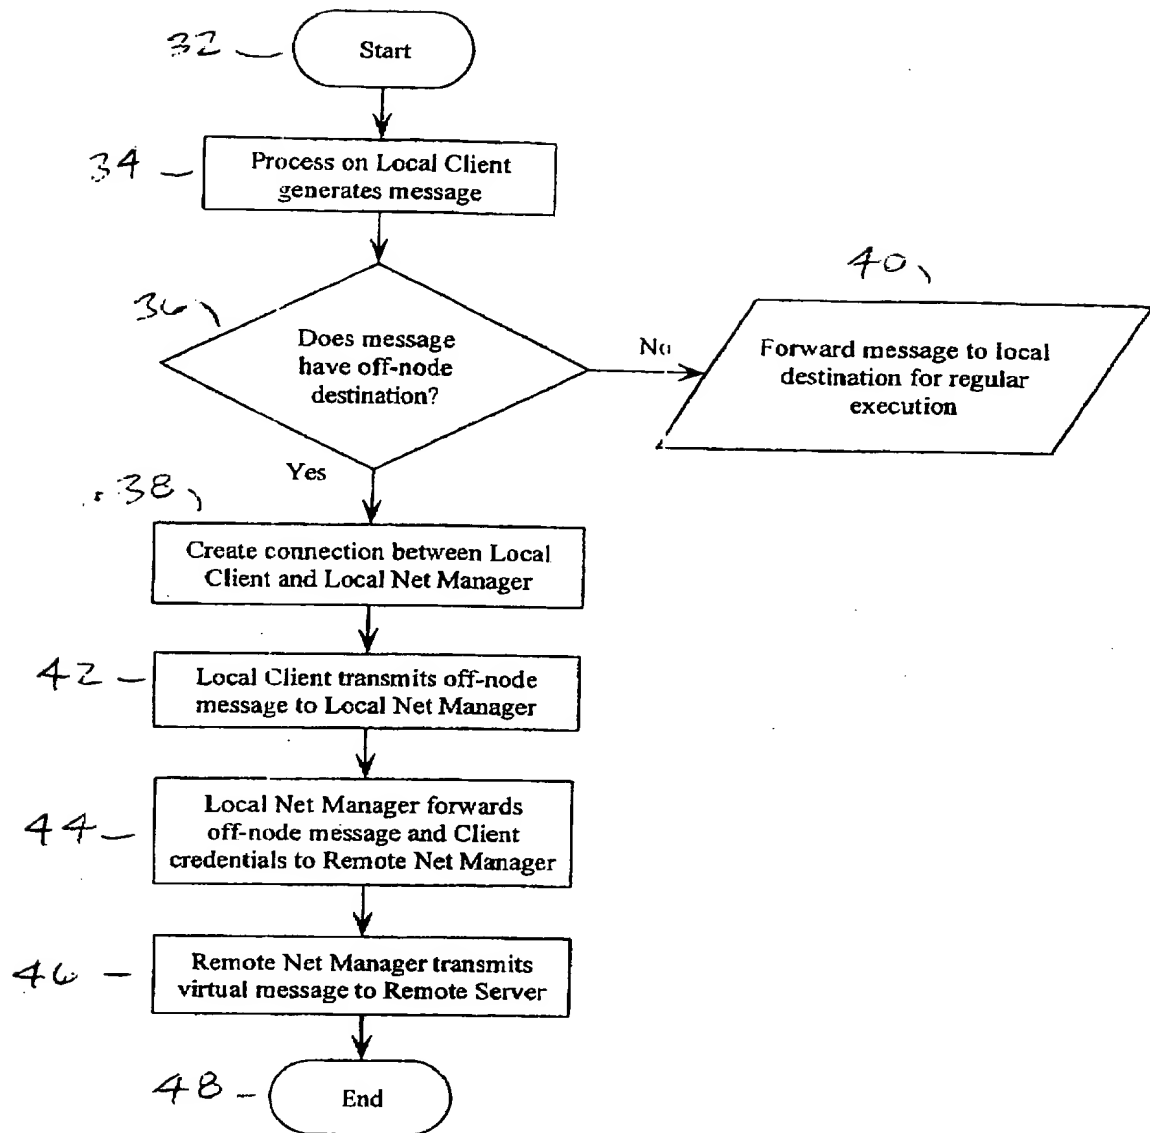 32
Start
34
Process on Local Client
generates message
36
Does message
have off-node
destination?
No
40
Forward message to local
destination for regular
execution
Yes
38
Create connection between Local
Client and Local Net Manager
42
Local Client transmits off-node
message to Local Net Manager
44
Local Net Manager forwards
off-node message and Client
credentials to Remote Net Manager
46
Remote Net Manager transmits
virtual message to Remote Server
48
End